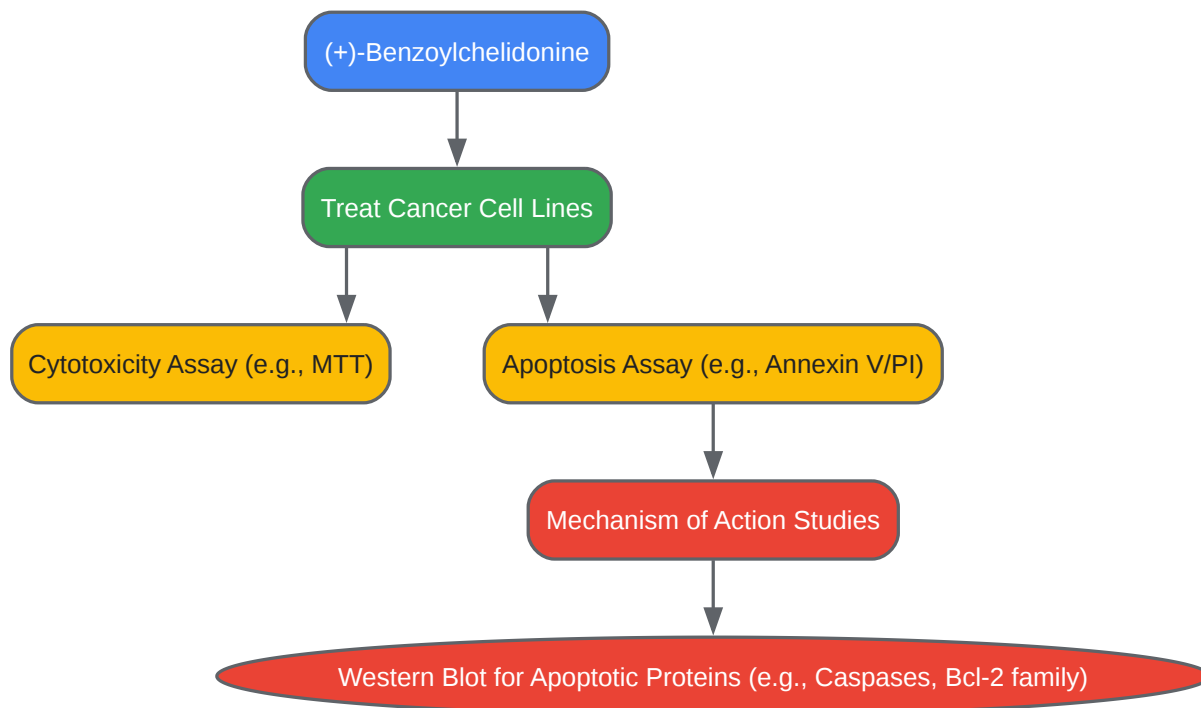 (+)-Benzoylchelidonine
Treat Cancer Cell Lines
Cytotoxicity Assay (e.g., MTT)
Apoptosis Assay (e.g., Annexin V/PI)
Mechanism of Action Studies
Western Blot for Apoptotic Proteins (e.g., Caspases, Bcl-2 family)